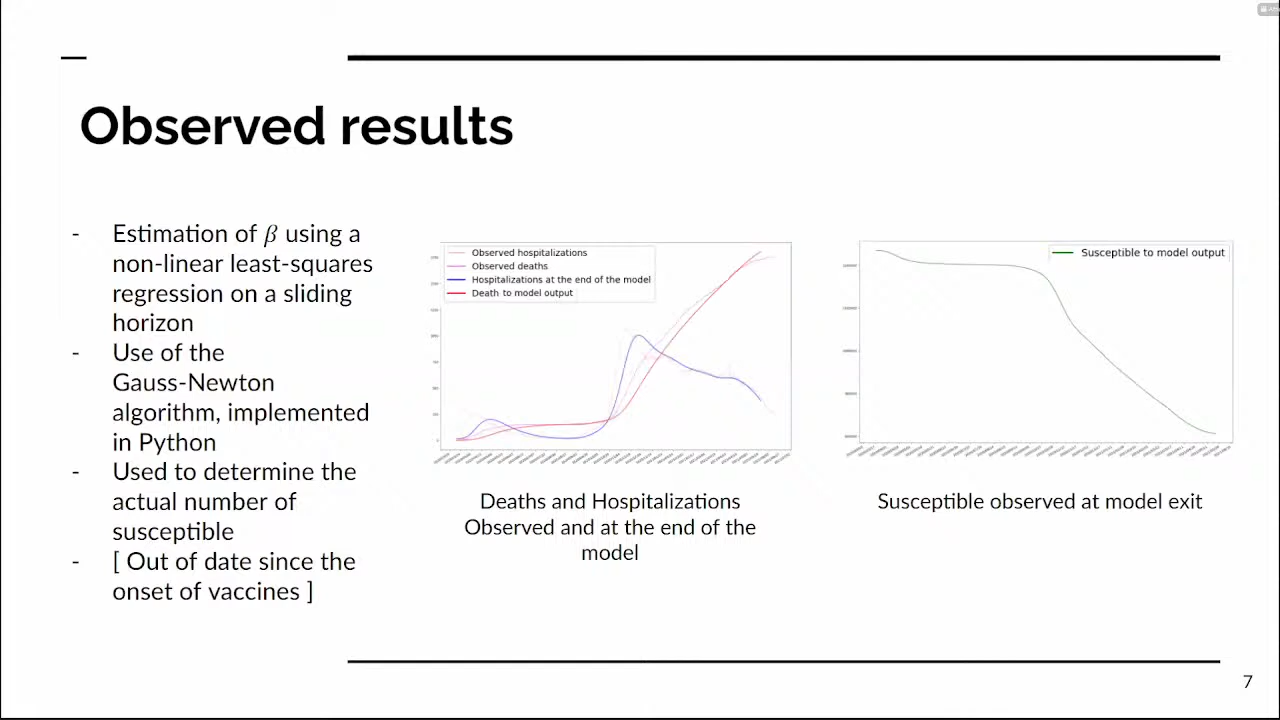 Observed results
- Estimation of β using a
non-linear least-squares
regression on a sliding
horizon
- Use of the
Gauss-Newton
algorithm, implemented
in Python
- Used to determine the
actual number of
susceptible
- [ Out of date since the
onset of vaccines ]
Observed hospitalizations
Observed deaths
Hospitalizations at the end of the model
Death to model output
Deaths and Hospitalizations
Observed and at the end of the
model
Susceptible to model output
Susceptible observed at model exit
7